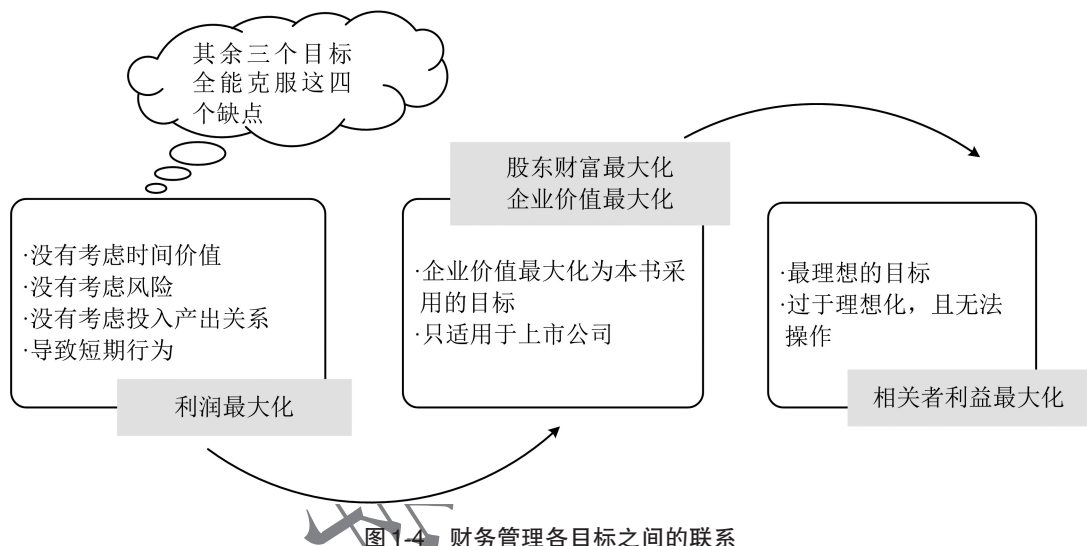 其余三个目标
全能克服这四
个缺点
·没有考虑时间价值
·没有考虑风险
·没有考虑投入产出关系
·导致短期行为
利润最大化
股东财富最大化
企业价值最大化
·企业价值最大化为本书采
用的目标
·只适用于上市公司
·最理想的目标
·过于理想化，且无法
操作
相关者利益最大化
图1-4 财务管理各目标之间的联系